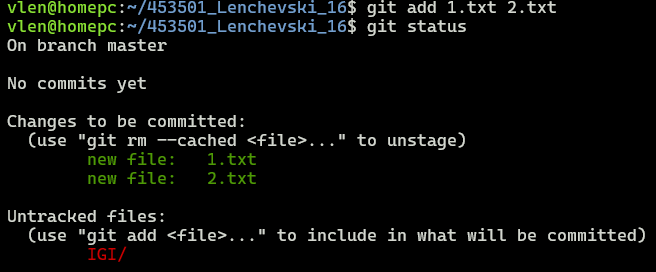 vlen@homepc:~/453501_Lenchevski_16$ git add 1.txt 2.txt
vlen@homepc:~/453501_Lenchevski_16$ git status
On branch master

No commits yet

Changes to be committed:
  (use "git rm --cached <file>..." to unstage)
        new file:   1.txt
        new file:   2.txt

Untracked files:
  (use "git add <file>..." to include in what will be committed)
        IGI/